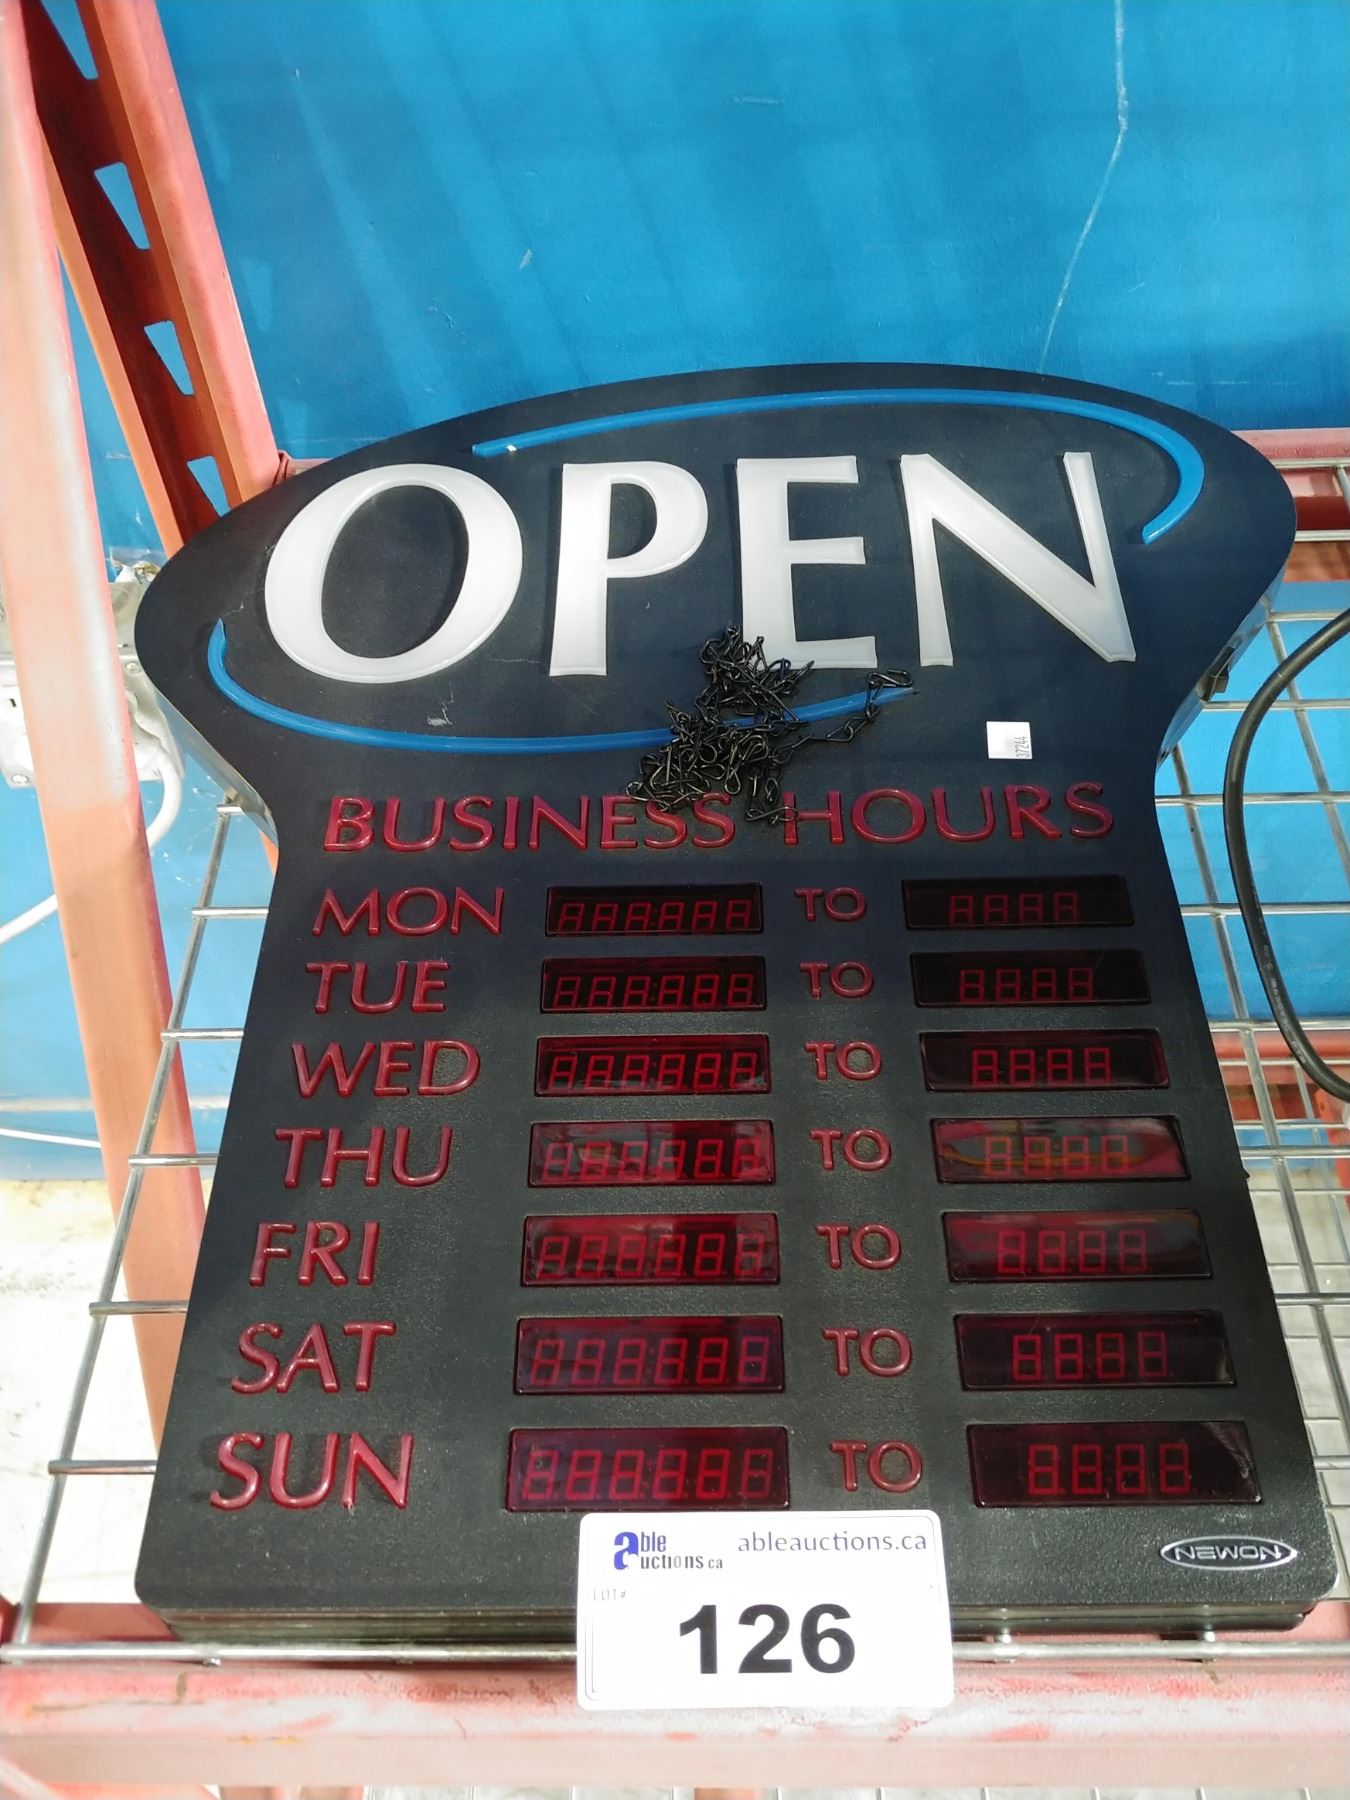 OPEN
37244
BUSINESS HOURS
MON TO
TUE TO
WED TO
THU TO
FRI TO
SAT TO
SUN TO
NEWON
able auctions.ca
ableauctions.ca
LOT#
126